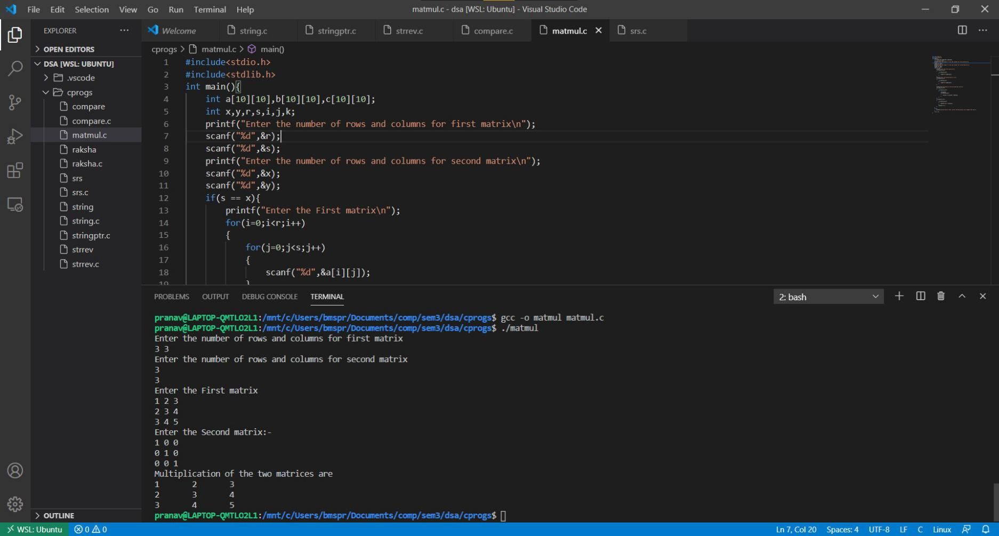 File Edit Selection View Go Run Terminal Help
matmul.c - dsa [WSL: Ubuntu] - Visual Studio Code
EXPLORER
Welcome string.c stringptr.c strrev.c compare.c matmul.c srs.c
OPEN EDITORS
DSA [WSL: UBUNTU]
.vscode
cprogs
compare
compare.c
matmul.c
raksha
raksha.c
srs
srs.c
string
string.c
stringptr.c
strrev
strrev.c
OUTLINE
cprogs > matmul.c > main()
1 #include<stdio.h>
2 #include<stdlib.h>
3 int main(){
4 int a[10][10],b[10][10],c[10][10];
5 int x,y,r,s,i,j,k;
6 printf("Enter the number of rows and columns for first matrix\n");
7 scanf("%d",&r);
8 scanf("%d",&s);
9 printf("Enter the number of rows and columns for second matrix\n");
10 scanf("%d",&x);
11 scanf("%d",&y);
12 if(s == x){
13 printf("Enter the First matrix\n");
14 for(i=0;i<r;i++)
15 {
16 for(j=0;j<s;j++)
17 {
18 scanf("%d",&a[i][j]);
19 }
PROBLEMS OUTPUT DEBUG CONSOLE TERMINAL
2: bash
pranav@LAPTOP-QMTLO2L1:/mnt/c/Users/bmspr/Documents/comp/sem3/dsa/cprogs$ gcc -o matmul matmul.c
pranav@LAPTOP-QMTLO2L1:/mnt/c/Users/bmspr/Documents/comp/sem3/dsa/cprogs$ ./matmul
Enter the number of rows and columns for first matrix
3 3
Enter the number of rows and columns for second matrix
3
3
Enter the First matrix
1 2 3
2 3 4
3 4 5
Enter the Second matrix:-
1 0 0
0 1 0
0 0 1
Multiplication of the two matrices are
1 2 3
2 3 4
3 4 5
pranav@LAPTOP-QMTLO2L1:/mnt/c/Users/bmspr/Documents/comp/sem3/dsa/cprogs$
WSL: Ubuntu 0 0
Ln 7, Col 20 Spaces: 4 UTF-8 LF C Linux